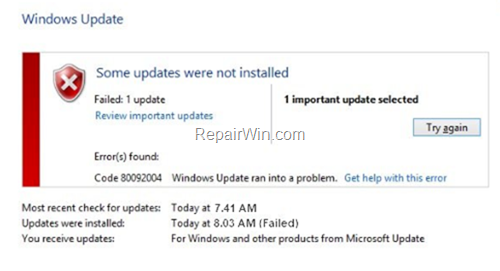 Windows Update
Some updates were not installed
Failed: 1 update
1 important update selected
Review important updates
Try again
RepairWin.com
Error(s) found:
Code 80092004 Windows Update ran into a problem. Get help with this error
Most recent check for updates: Today at 7.41 AM
Updates were installed: Today at 8.03 AM (Failed)
You receive updates: For Windows and other products from Microsoft Update